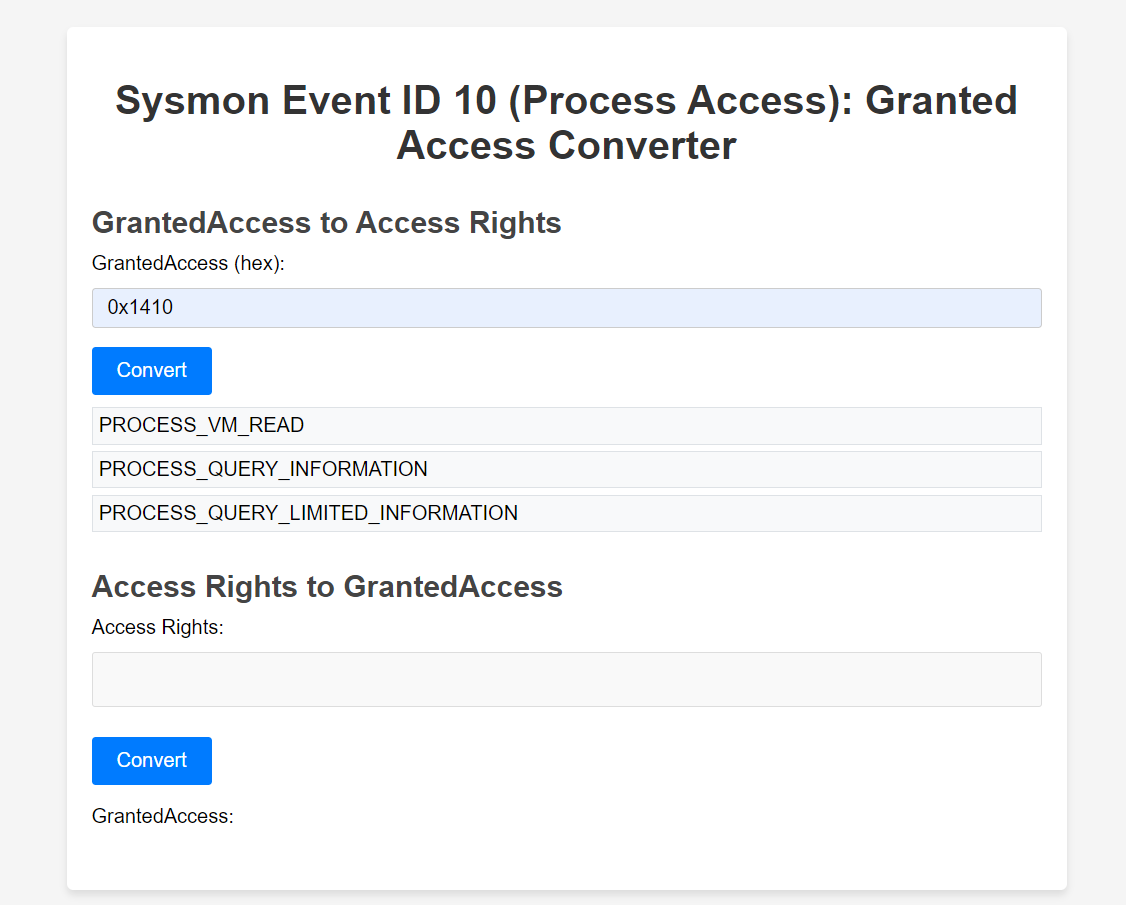 Sysmon Event ID 10 (Process Access): Granted
Access Converter
GrantedAccess to Access Rights
GrantedAccess (hex):
0x1410
Convert
PROCESS_VM_READ
PROCESS_QUERY_INFORMATION
PROCESS_QUERY_LIMITED_INFORMATION
Access Rights to GrantedAccess
Access Rights:
Convert
GrantedAccess: